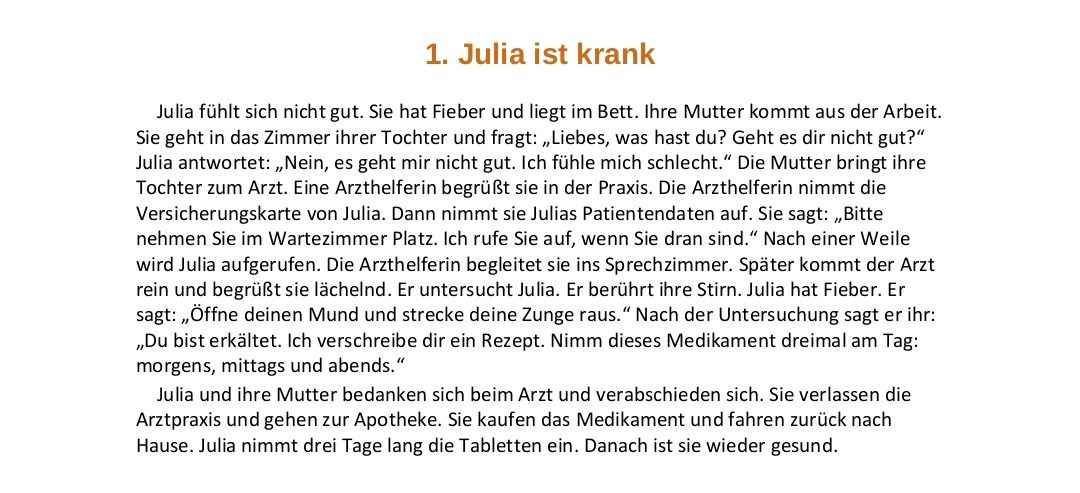 1. Julia ist krank
Julia fühlt sich nicht gut. Sie hat Fieber und liegt im Bett. Ihre Mutter kommt aus der Arbeit.
Sie geht in das Zimmer ihrer Tochter und fragt: „Liebes, was hast du? Geht es dir nicht gut?“
Julia antwortet: „Nein, es geht mir nicht gut. Ich fühle mich schlecht.“ Die Mutter bringt ihre
Tochter zum Arzt. Eine Arzthelferin begrüßt sie in der Praxis. Die Arzthelferin nimmt die
Versicherungskarte von Julia. Dann nimmt sie Julias Patientendaten auf. Sie sagt: „Bitte
nehmen Sie im Wartezimmer Platz. Ich rufe Sie auf, wenn Sie dran sind.“ Nach einer Weile
wird Julia aufgerufen. Die Arzthelferin begleitet sie ins Sprechzimmer. Später kommt der Arzt
rein und begrüßt sie lächelnd. Er untersucht Julia. Er berührt ihre Stirn. Julia hat Fieber. Er
sagt: „Öffne deinen Mund und strecke deine Zunge raus.“ Nach der Untersuchung sagt er ihr:
„Du bist erkältet. Ich verschreibe dir ein Rezept. Nimm dieses Medikament dreimal am Tag:
morgens, mittags und abends.“
Julia und ihre Mutter bedanken sich beim Arzt und verabschieden sich. Sie verlassen die
Arztpraxis und gehen zur Apotheke. Sie kaufen das Medikament und fahren zurück nach
Hause. Julia nimmt drei Tage lang die Tabletten ein. Danach ist sie wieder gesund.